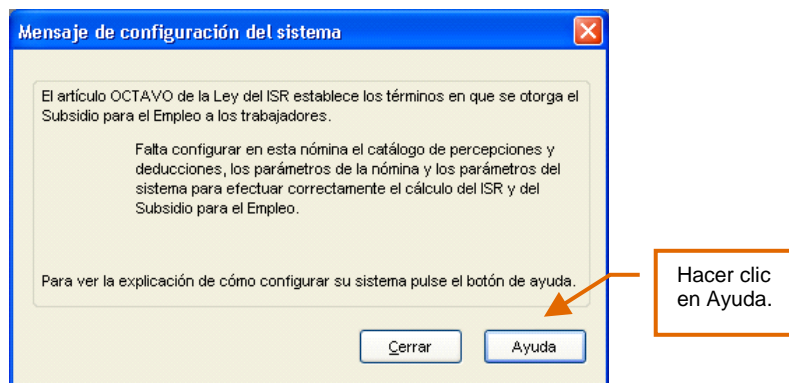 Mensaje de configuración del sistema
El artículo OCTAVO de la Ley del ISR establece los términos en que se otorga el
Subsidio para el Empleo a los trabajadores.
Falta configurar en esta nómina el catálogo de percepciones y
deducciones, los parámetros de la nómina y los parámetros del
sistema para efectuar correctamente el cálculo del ISR y del
Subsidio para el Empleo.
Para ver la explicación de cómo configurar su sistema pulse el botón de ayuda.
Hacer clic
en Ayuda.
Cerrar
Ayuda